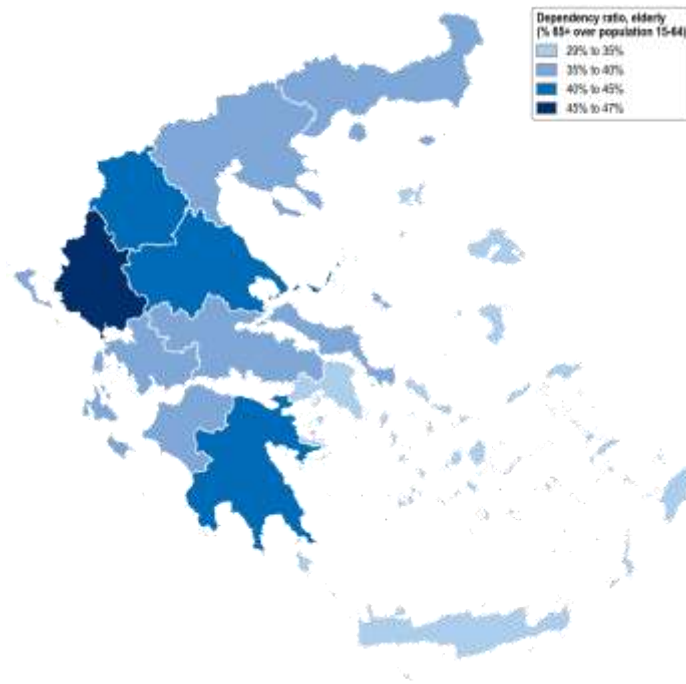 Dependency ratio, elderly
(% 65+ over population 15-64)
29% to 35%
35% to 40%
40% to 45%
45% to 47%